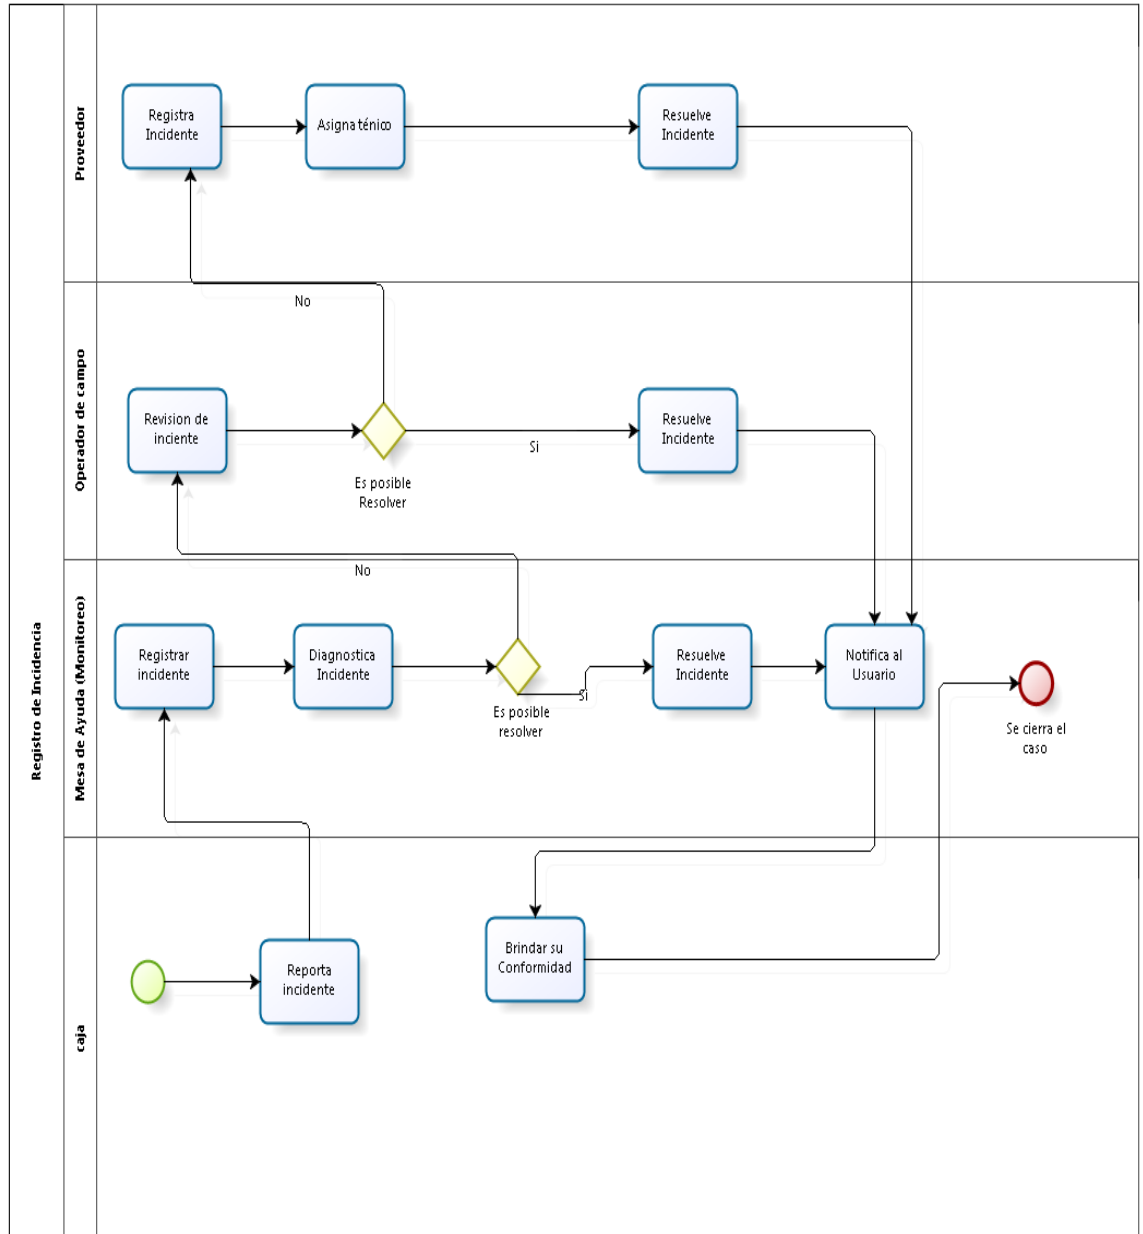 Registro de Incidencia
Proveedor
Registra
Incidente
Asigna ténico
Resuelve
Incidente
No
Operador de campo
Revision de
inciente
Es posible
Resolver
Si
Resuelve
Incidente
No
Mesa de Ayuda (Monitoreo)
Registrar
incidente
Diagnostica
Incidente
Es posible
resolver
Si
Resuelve
Incidente
Notifica al
Usuario
Se cierra el
caso
caja
Reporta
incidente
Brindar su
Conformidad